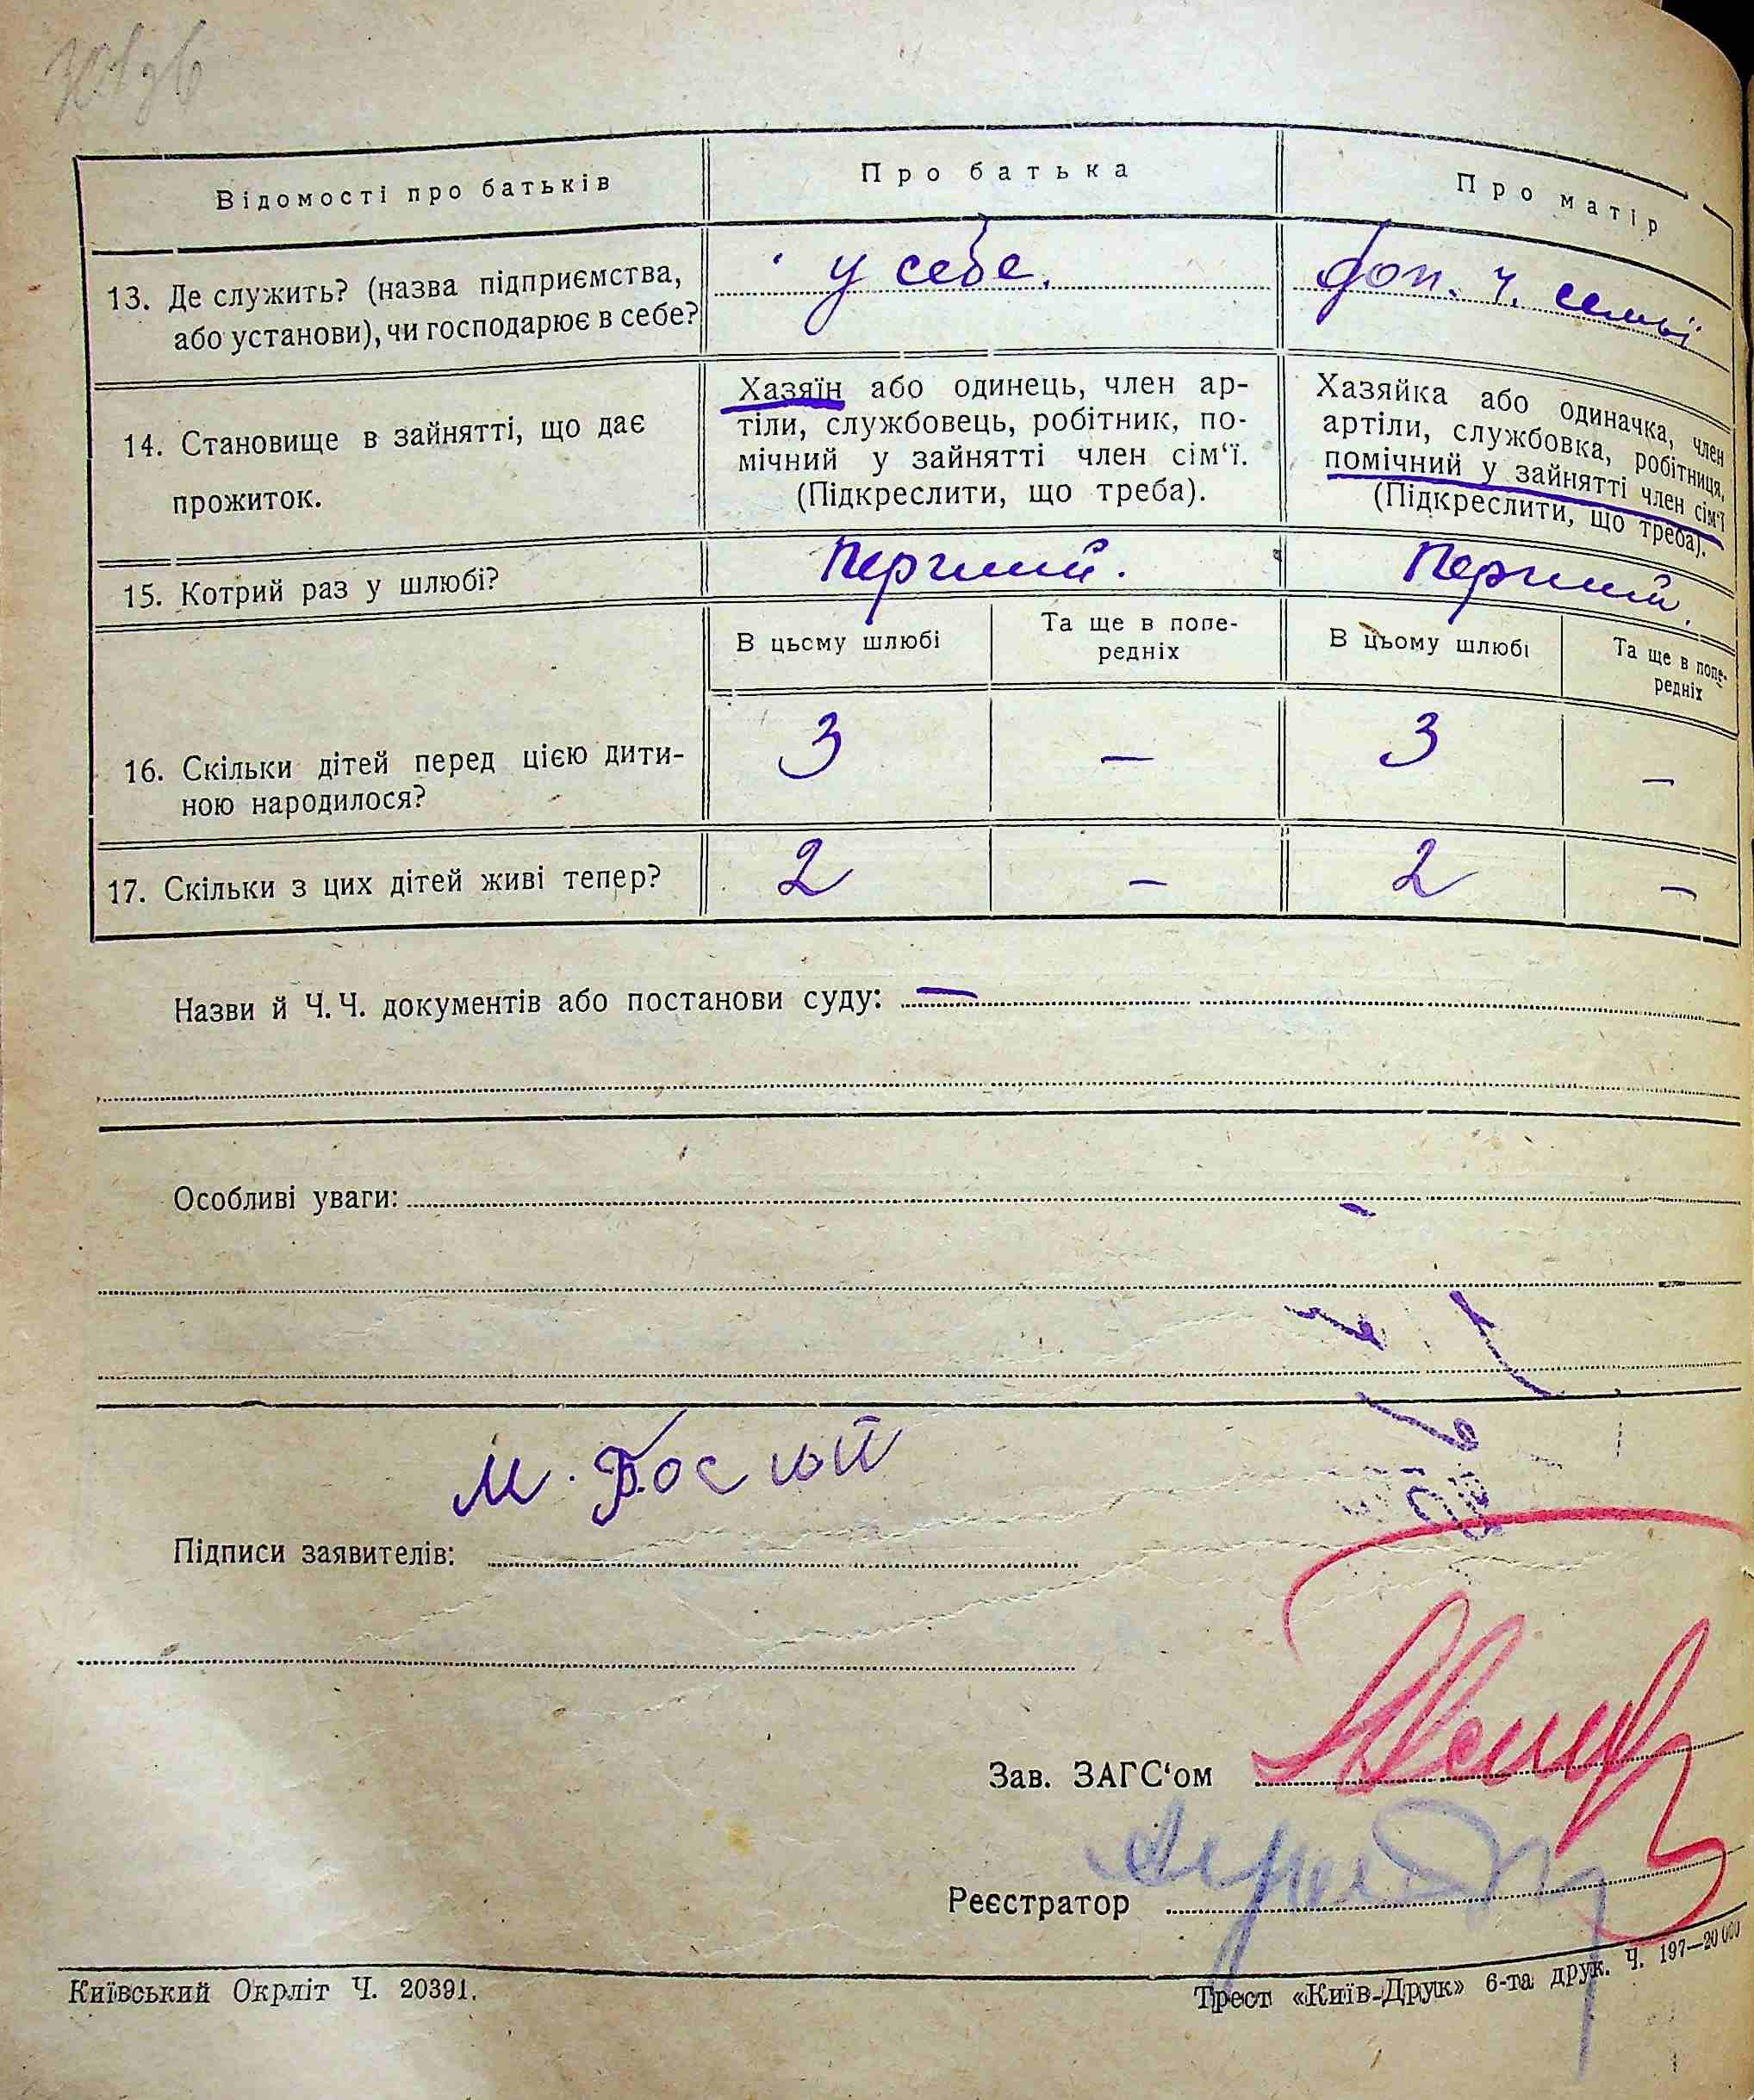 Відомості про батьків
Про батька
Про матір
13. Де служить? (назва підприємства,
або установи), чи господарює в себе?
у себе.
доп. ч. семьї
14. Становище в зайнятті, що дає
прожиток.
Хазяїн або одинець, член ар-
тіли, службовець, робітник, по-
мічний у зайнятті член сім'ї.
(Підкреслити, що треба).
Хазяйка або одиначка, член
артіли, службовка, робітниця,
помічний у зайнятті член сім'ї
(Підкреслити, що треба).
15. Котрий раз у шлюбі?
Перший.
Перший,
В цьсму шлюбі
Та ще в попе-
редніх
В цьому шлюбі
Та ще в попе-
редніх
16. Скільки дітей перед цією дити-
ною народилося?
3
—
3
—
17. Скільки з цих дітей живі тепер?
2
—
2
—
Назви й Ч. Ч. документів або постанови суду: —
Особливі уваги:
М. Босый
Підписи заявителів:
Зав. ЗАГС'ом
Реєстратор
Київський Окрліт Ч. 20391.
Трест «Київ-Друк» 6-та друк. Ч. 197—20000